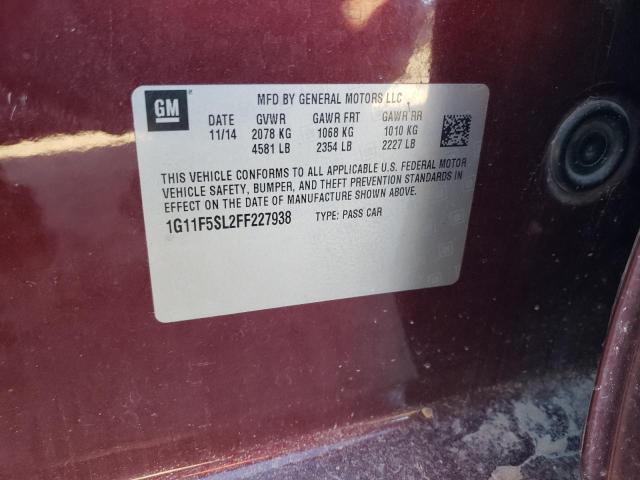 GM
MFD BY GENERAL MOTORS LLC
DATE GVWR GAWR FRT GAWR RR
11/14 2078 KG 1068 KG 1010 KG
4581 LB 2354 LB 2227 LB
THIS VEHICLE CONFORMS TO ALL APPLICABLE U.S. FEDERAL MOTOR
VEHICLE SAFETY, BUMPER, AND THEFT PREVENTION STANDARDS IN
EFFECT ON THE DATE OF MANUFACTURE SHOWN ABOVE.
1G11F5SL2FF227938 TYPE: PASS CAR